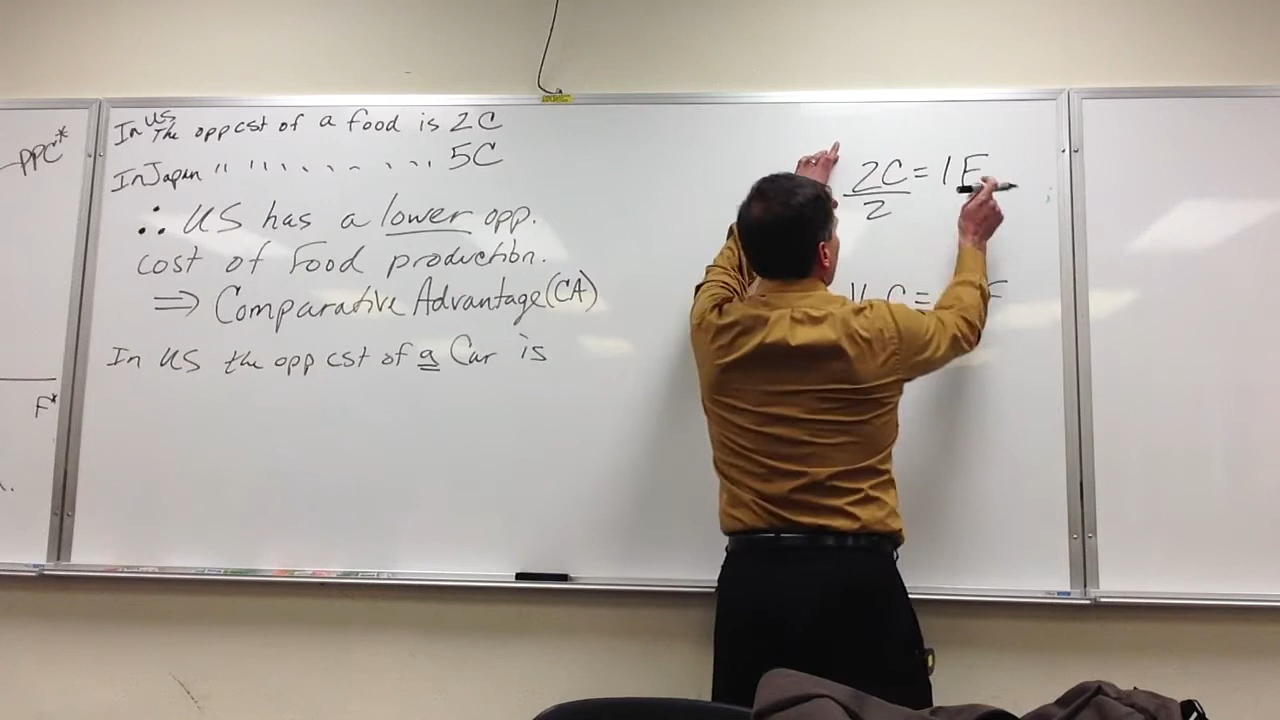 PPC*
F*
In US The opp cst of a food is 2C
In Japan " " " " " " " " 5C
∴ US has a lower opp.
cost of Food production.
⇒ Comparative Advantage (CA)
In US the opp cst of a Car is
2C = 1F
2
C = F